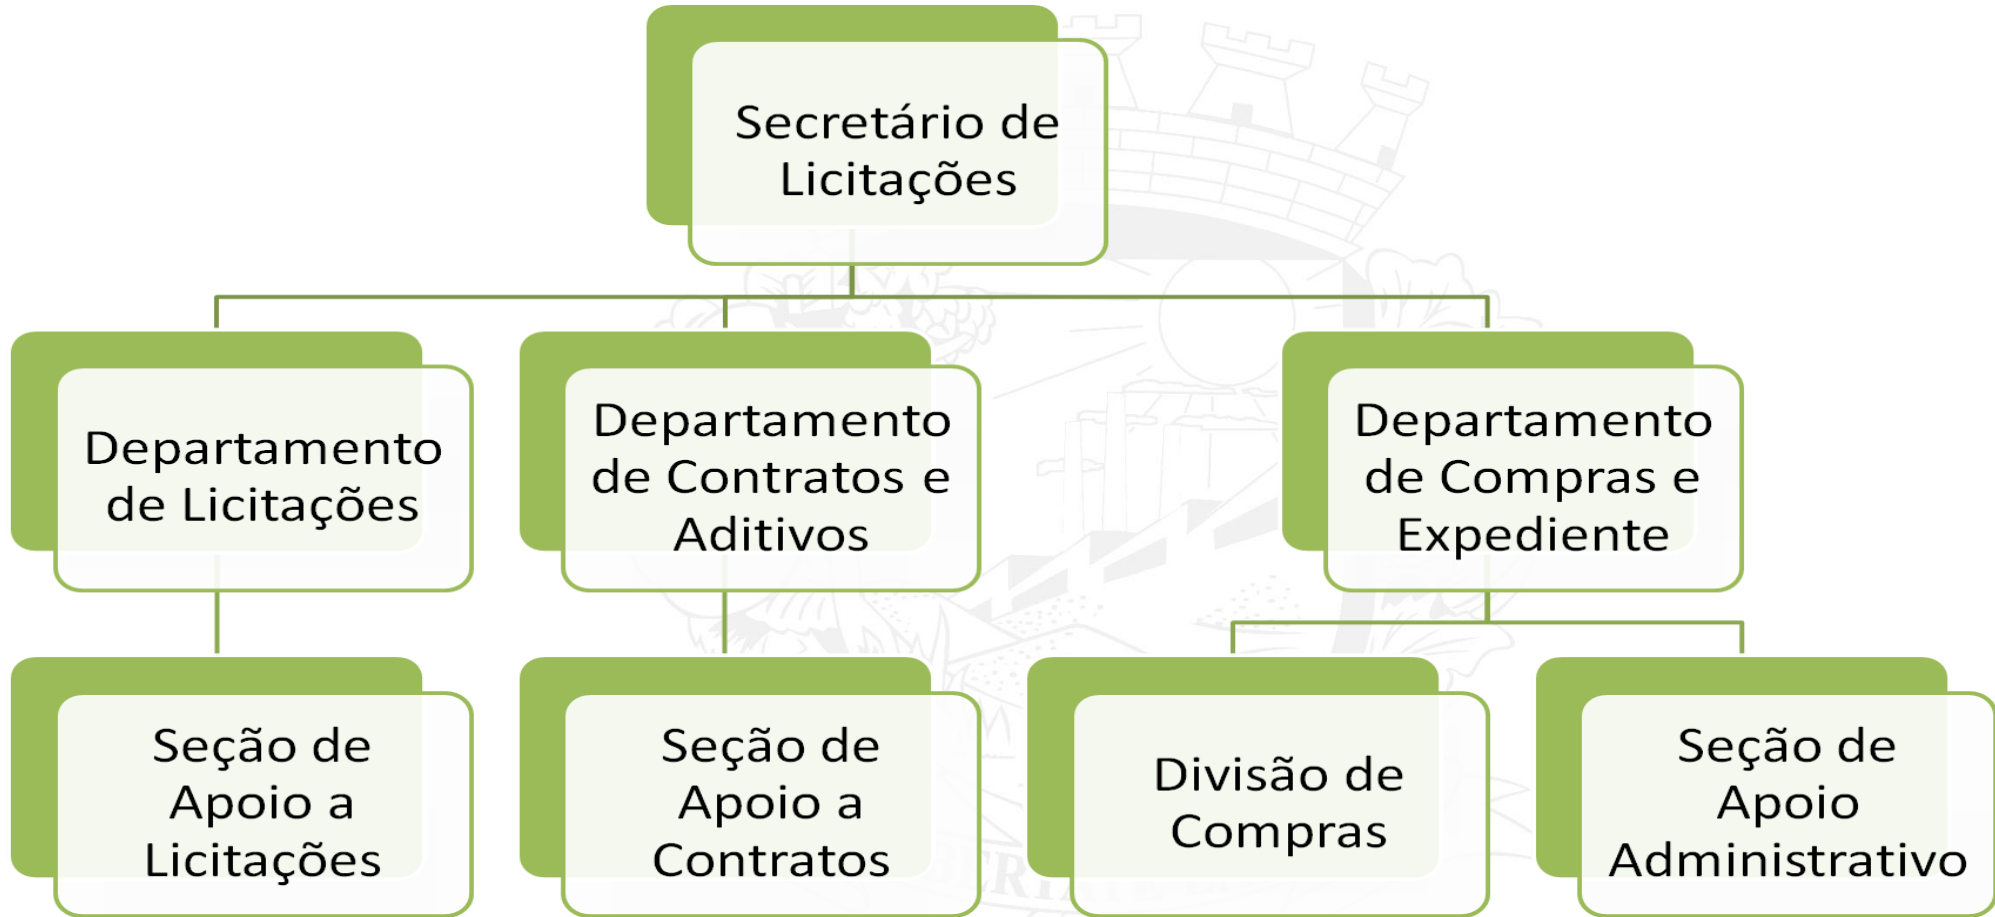 Secretário de
Licitações
Departamento
de Licitações
Departamento
de Contratos e
Aditivos
Departamento
de Compras e
Expediente
Seção de
Apoio a
Licitações
Seção de
Apoio a
Contratos
Divisão de
Compras
Seção de
Apoio
Administrativo